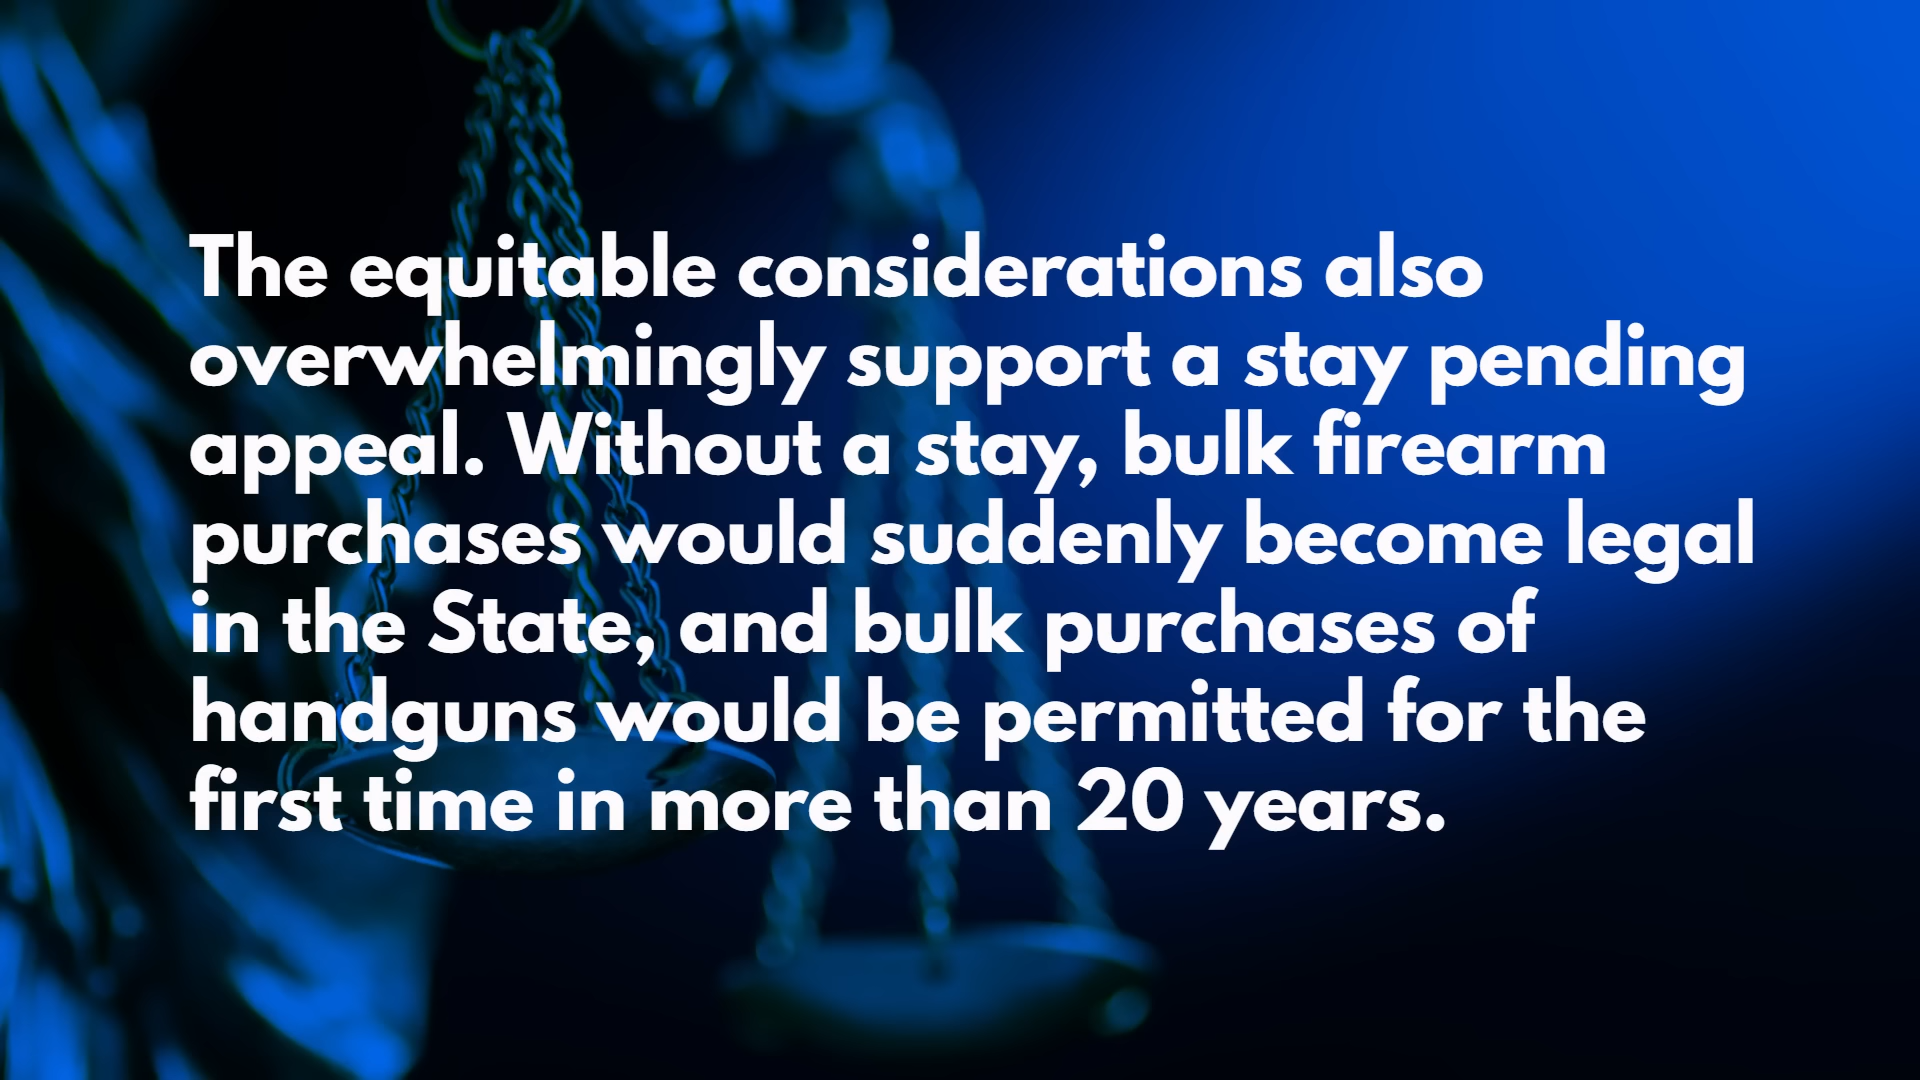 The equitable considerations also
overwhelmingly support a stay pending
appeal. Without a stay, bulk firearm
purchases would suddenly become legal
in the State, and bulk purchases of
handguns would be permitted for the
first time in more than 20 years.